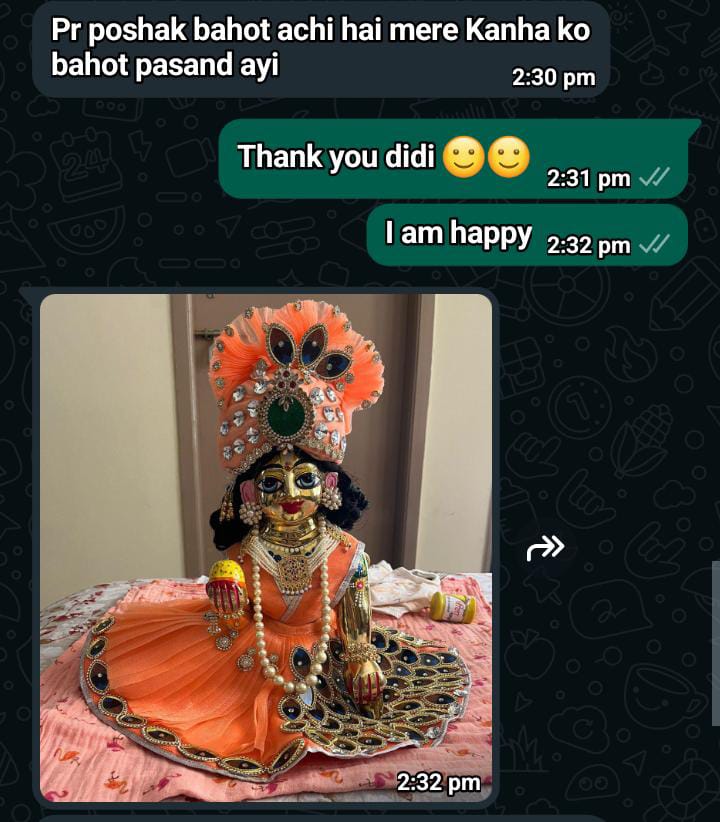 Pr poshak bahot achi hai mere Kanha ko
bahot pasand ayi
2:30 pm
Thank you didi 🙂🙂
2:31 pm
I am happy
2:32 pm
2:32 pm